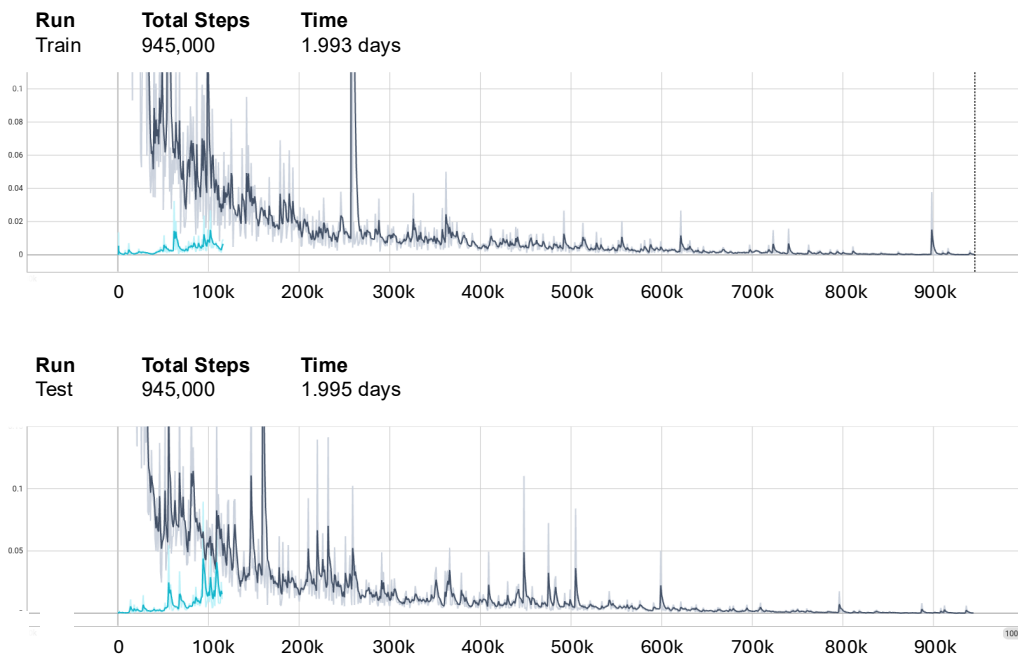 Run Total Steps Time
Train 945,000 1.993 days
0.1
0.08
0.06
0.04
0.02
0
0 100k 200k 300k 400k 500k 600k 700k 800k 900k
Run Total Steps Time
Test 945,000 1.995 days
0.1
0.05
100
0 100k 200k 300k 400k 500k 600k 700k 800k 900k